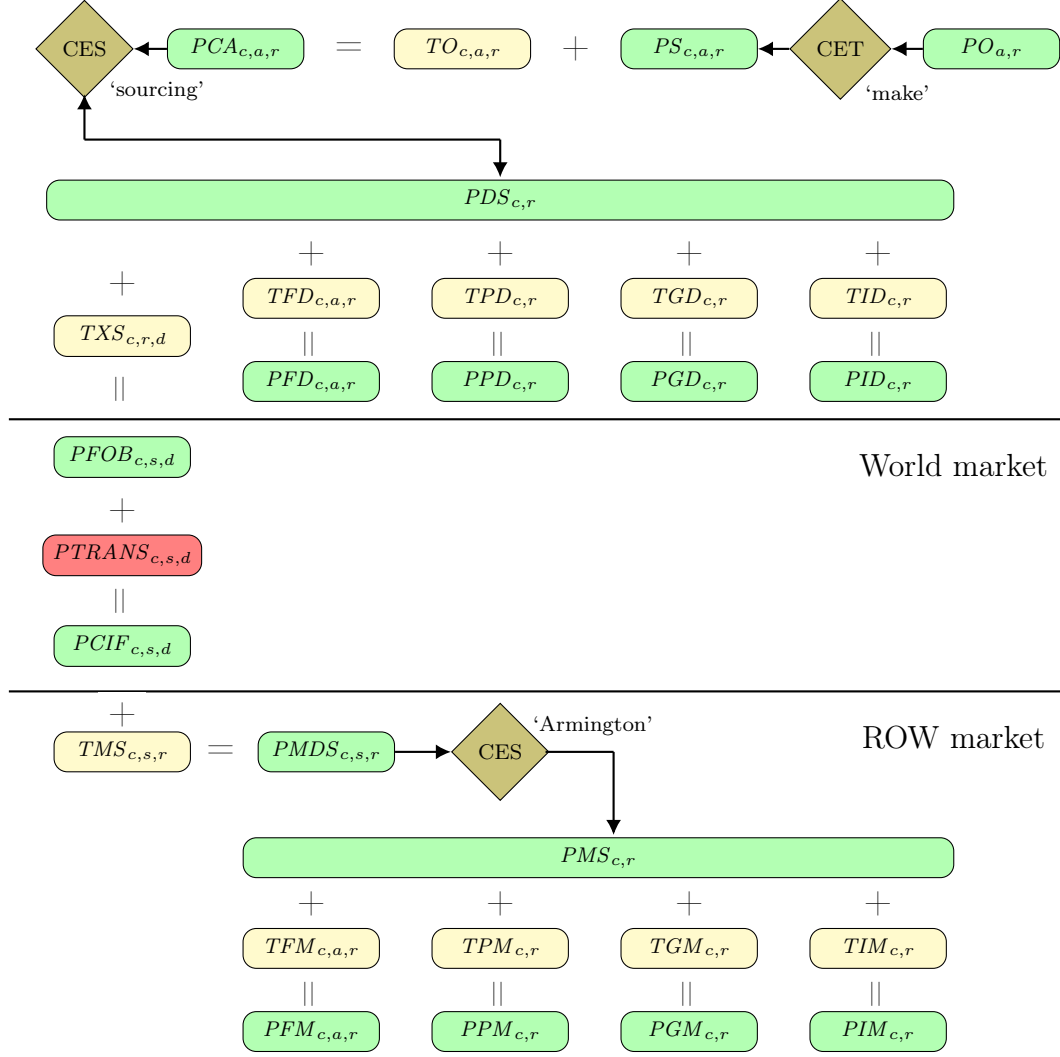 CES PCA_{c,a,r} = TO_{c,a,r} + PS_{c,a,r} CET PO_{a,r}
‘sourcing’ ‘make’
PDS_{c,r}
+ + + + +
TXS_{c,r,d} TFD_{c,a,r} TPD_{c,r} TGD_{c,r} TID_{c,r}
= = = = =
PFD_{c,a,r} PPD_{c,r} PGD_{c,r} PID_{c,r}
PFOB_{c,s,d} World market
+
PTRANS_{c,s,d}
=
PCIF_{c,s,d}
+ ‘Armington’
TMS_{c,s,r} = PMDS_{c,s,r} CES ROW market
PMS_{c,r}
+ + + +
TFM_{c,a,r} TPM_{c,r} TGM_{c,r} TIM_{c,r}
= = = =
PFM_{c,a,r} PPM_{c,r} PGM_{c,r} PIM_{c,r}